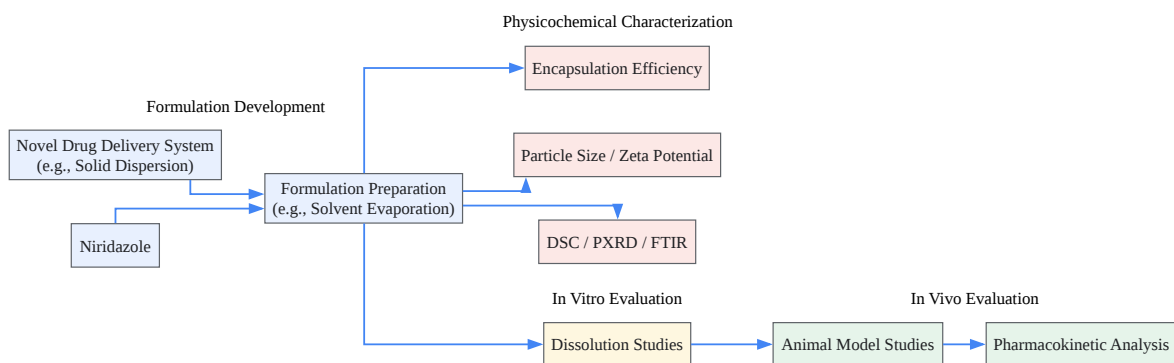 Physicochemical Characterization
Encapsulation Efficiency
Formulation Development
Novel Drug Delivery System
(e.g., Solid Dispersion)
Particle Size / Zeta Potential
Formulation Preparation
(e.g., Solvent Evaporation)
Niridazole
DSC / PXRD / FTIR
In Vitro Evaluation
In Vivo Evaluation
Dissolution Studies
Animal Model Studies
Pharmacokinetic Analysis